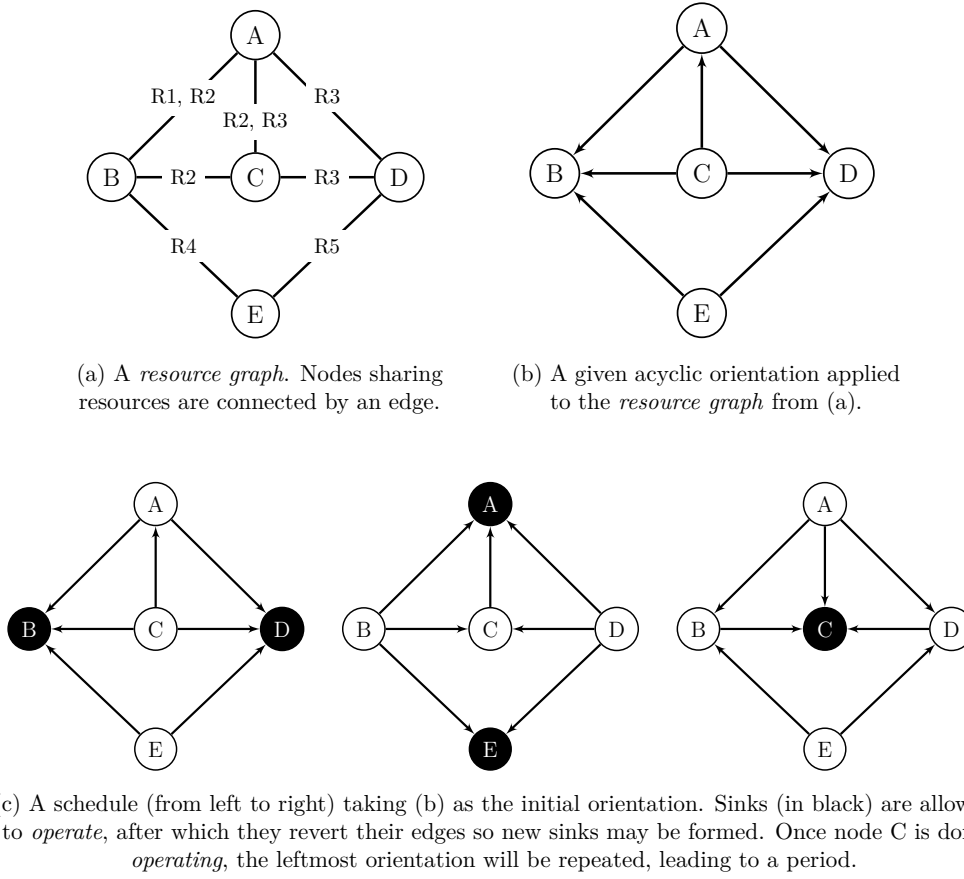 A
R1, R2
R3
R2, R3
B
R2
C
R3
D
R4
R5
E
(a) A resource graph. Nodes sharing
resources are connected by an edge.
A
B
C
D
E
(b) A given acyclic orientation applied
to the resource graph from (a).
A
B
C
D
E
A
B
C
D
E
A
B
C
D
E
c) A schedule (from left to right) taking (b) as the initial orientation. Sinks (in black) are allow
to operate, after which they revert their edges so new sinks may be formed. Once node C is do
operating, the leftmost orientation will be repeated, leading to a period.